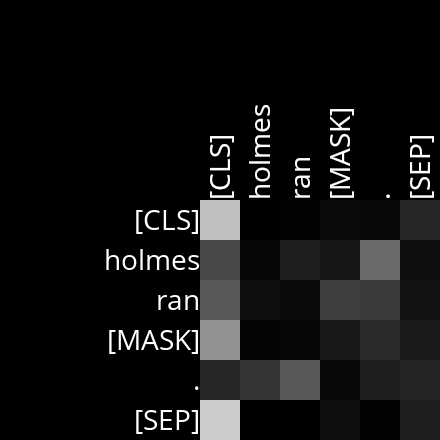 [CLS] holmes ran [MASK] . [SEP]
[CLS]
holmes
ran
[MASK]
.
[SEP]